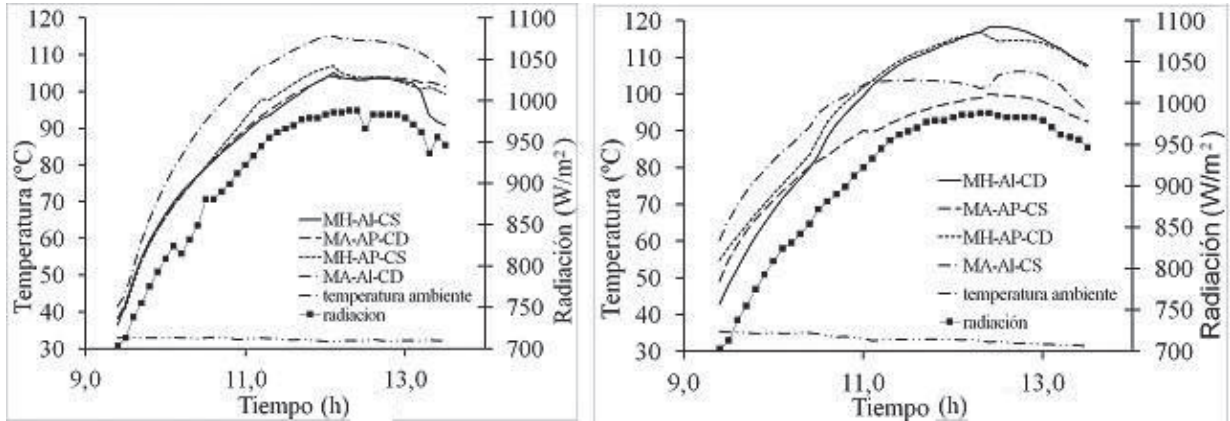 120
110
100
90
80
70
60
50
40
30
Temperatura (°C)
1100
1050
1000
950
900
850
800
750
700
Radiación (W/m²)
MH-Al-CS
MA-AP-CD
MH-AP-CS
MA-Al-CD
temperatura ambiente
radiacion
9,0
11,0
13,0
Tiempo (h)
120
110
100
90
80
70
60
50
40
30
Temperatura (°C)
1100
1000
900
800
700
Radiación (W/m²)
MH-Al-CD
MA-AP-CS
MH-AP-CD
MA-Al-CS
temperatura ambiente
radiación
9,0
11,0
13,0
Tiempo (h)